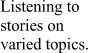 Listening to
stories on
varied topics.